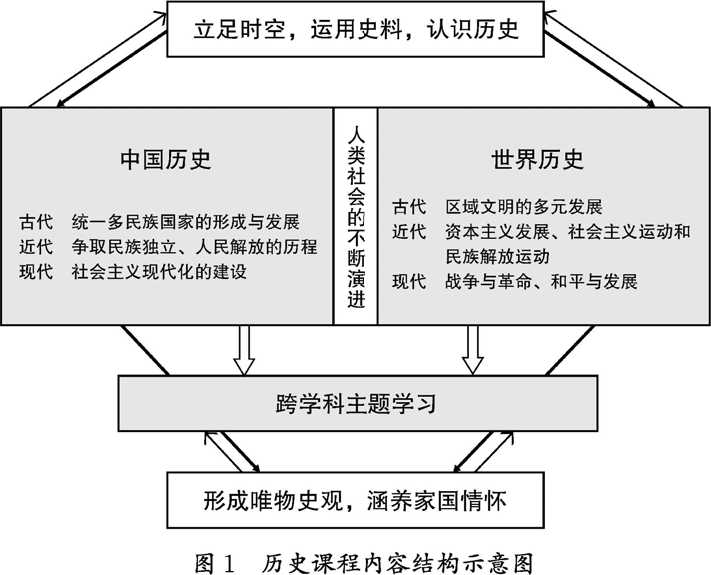 立足时空，运用史料，认识历史
中国历史
古代 统一多民族国家的形成与发展
近代 争取民族独立、人民解放的历程
现代 社会主义现代化的建设
人类社会的不断演进
世界历史
古代 区域文明的多元发展
近代 资本主义发展、社会主义运动和
民族解放运动
现代 战争与革命、和平与发展
跨学科主题学习
形成唯物史观，涵养家国情怀
图1 历史课程内容结构示意图